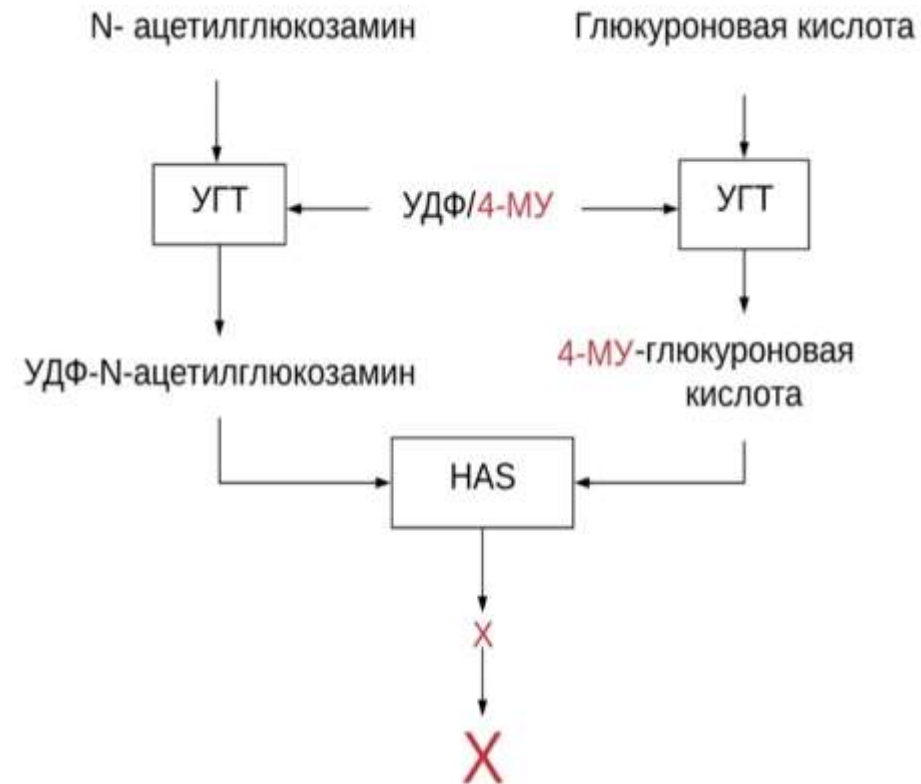 N- ацетилглюкозамин
Глюкуроновая кислота
УГТ
УДФ/4-МУ
УГТ
УДФ-N-ацетилглюкозамин
4-МУ-глюкуроновая
кислота
HAS
X
X